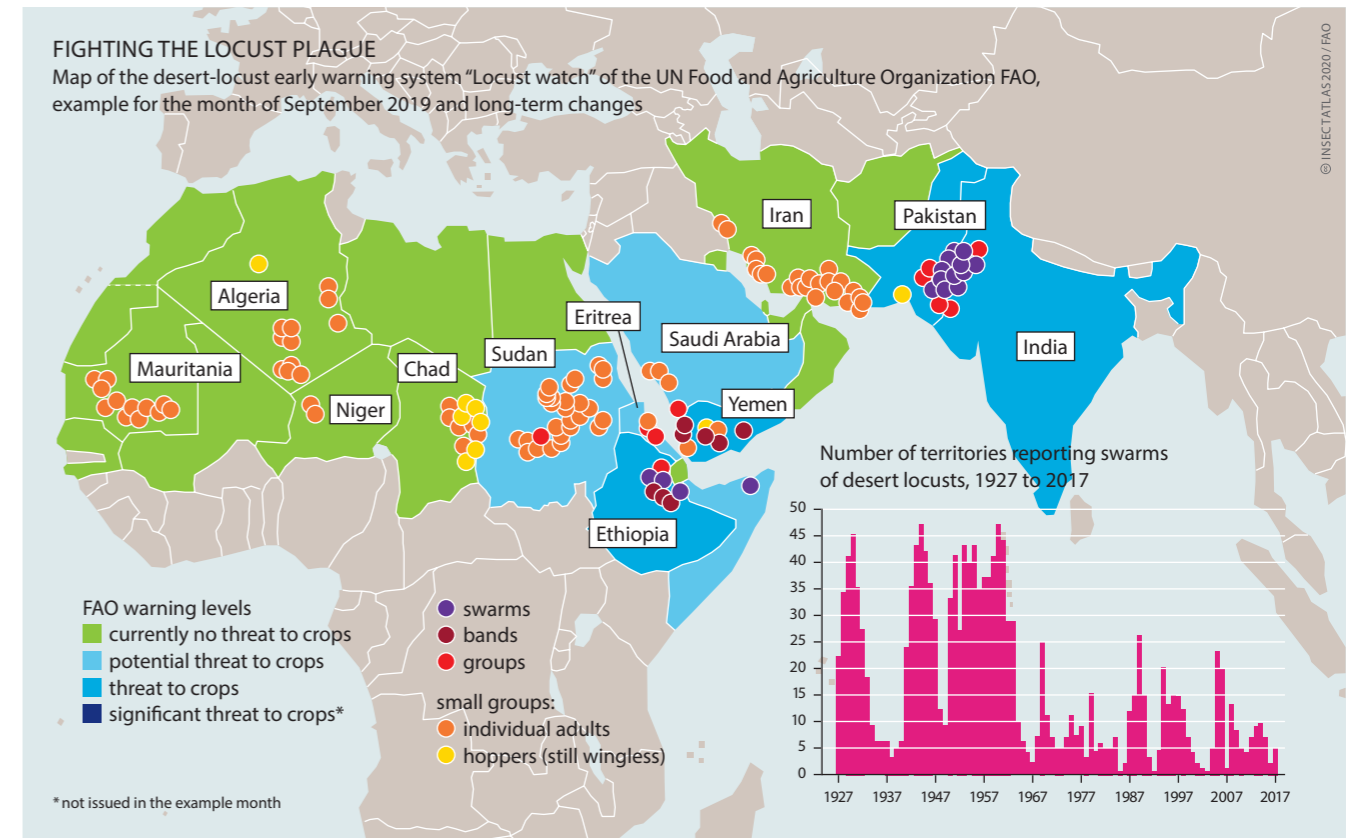 FIGHTING THE LOCUST PLAGUE
Map of the desert-locust early warning system “Locust watch” of the UN Food and Agriculture Organization FAO,
example for the month of September 2019 and long-term changes
© INSECTATLAS 2020 / FAO
Iran
Pakistan
Algeria
Eritrea
Saudi Arabia
India
Mauritania
Chad
Sudan
Niger
Yemen
Ethiopia
Number of territories reporting swarms
of desert locusts, 1927 to 2017
50
45
40
35
30
25
20
15
10
5
0
1927 1937 1947 1957 1967 1977 1987 1997 2007 2017
FAO warning levels
currently no threat to crops
potential threat to crops
threat to crops
significant threat to crops*
swarms
bands
groups
small groups:
individual adults
hoppers (still wingless)
* not issued in the example month